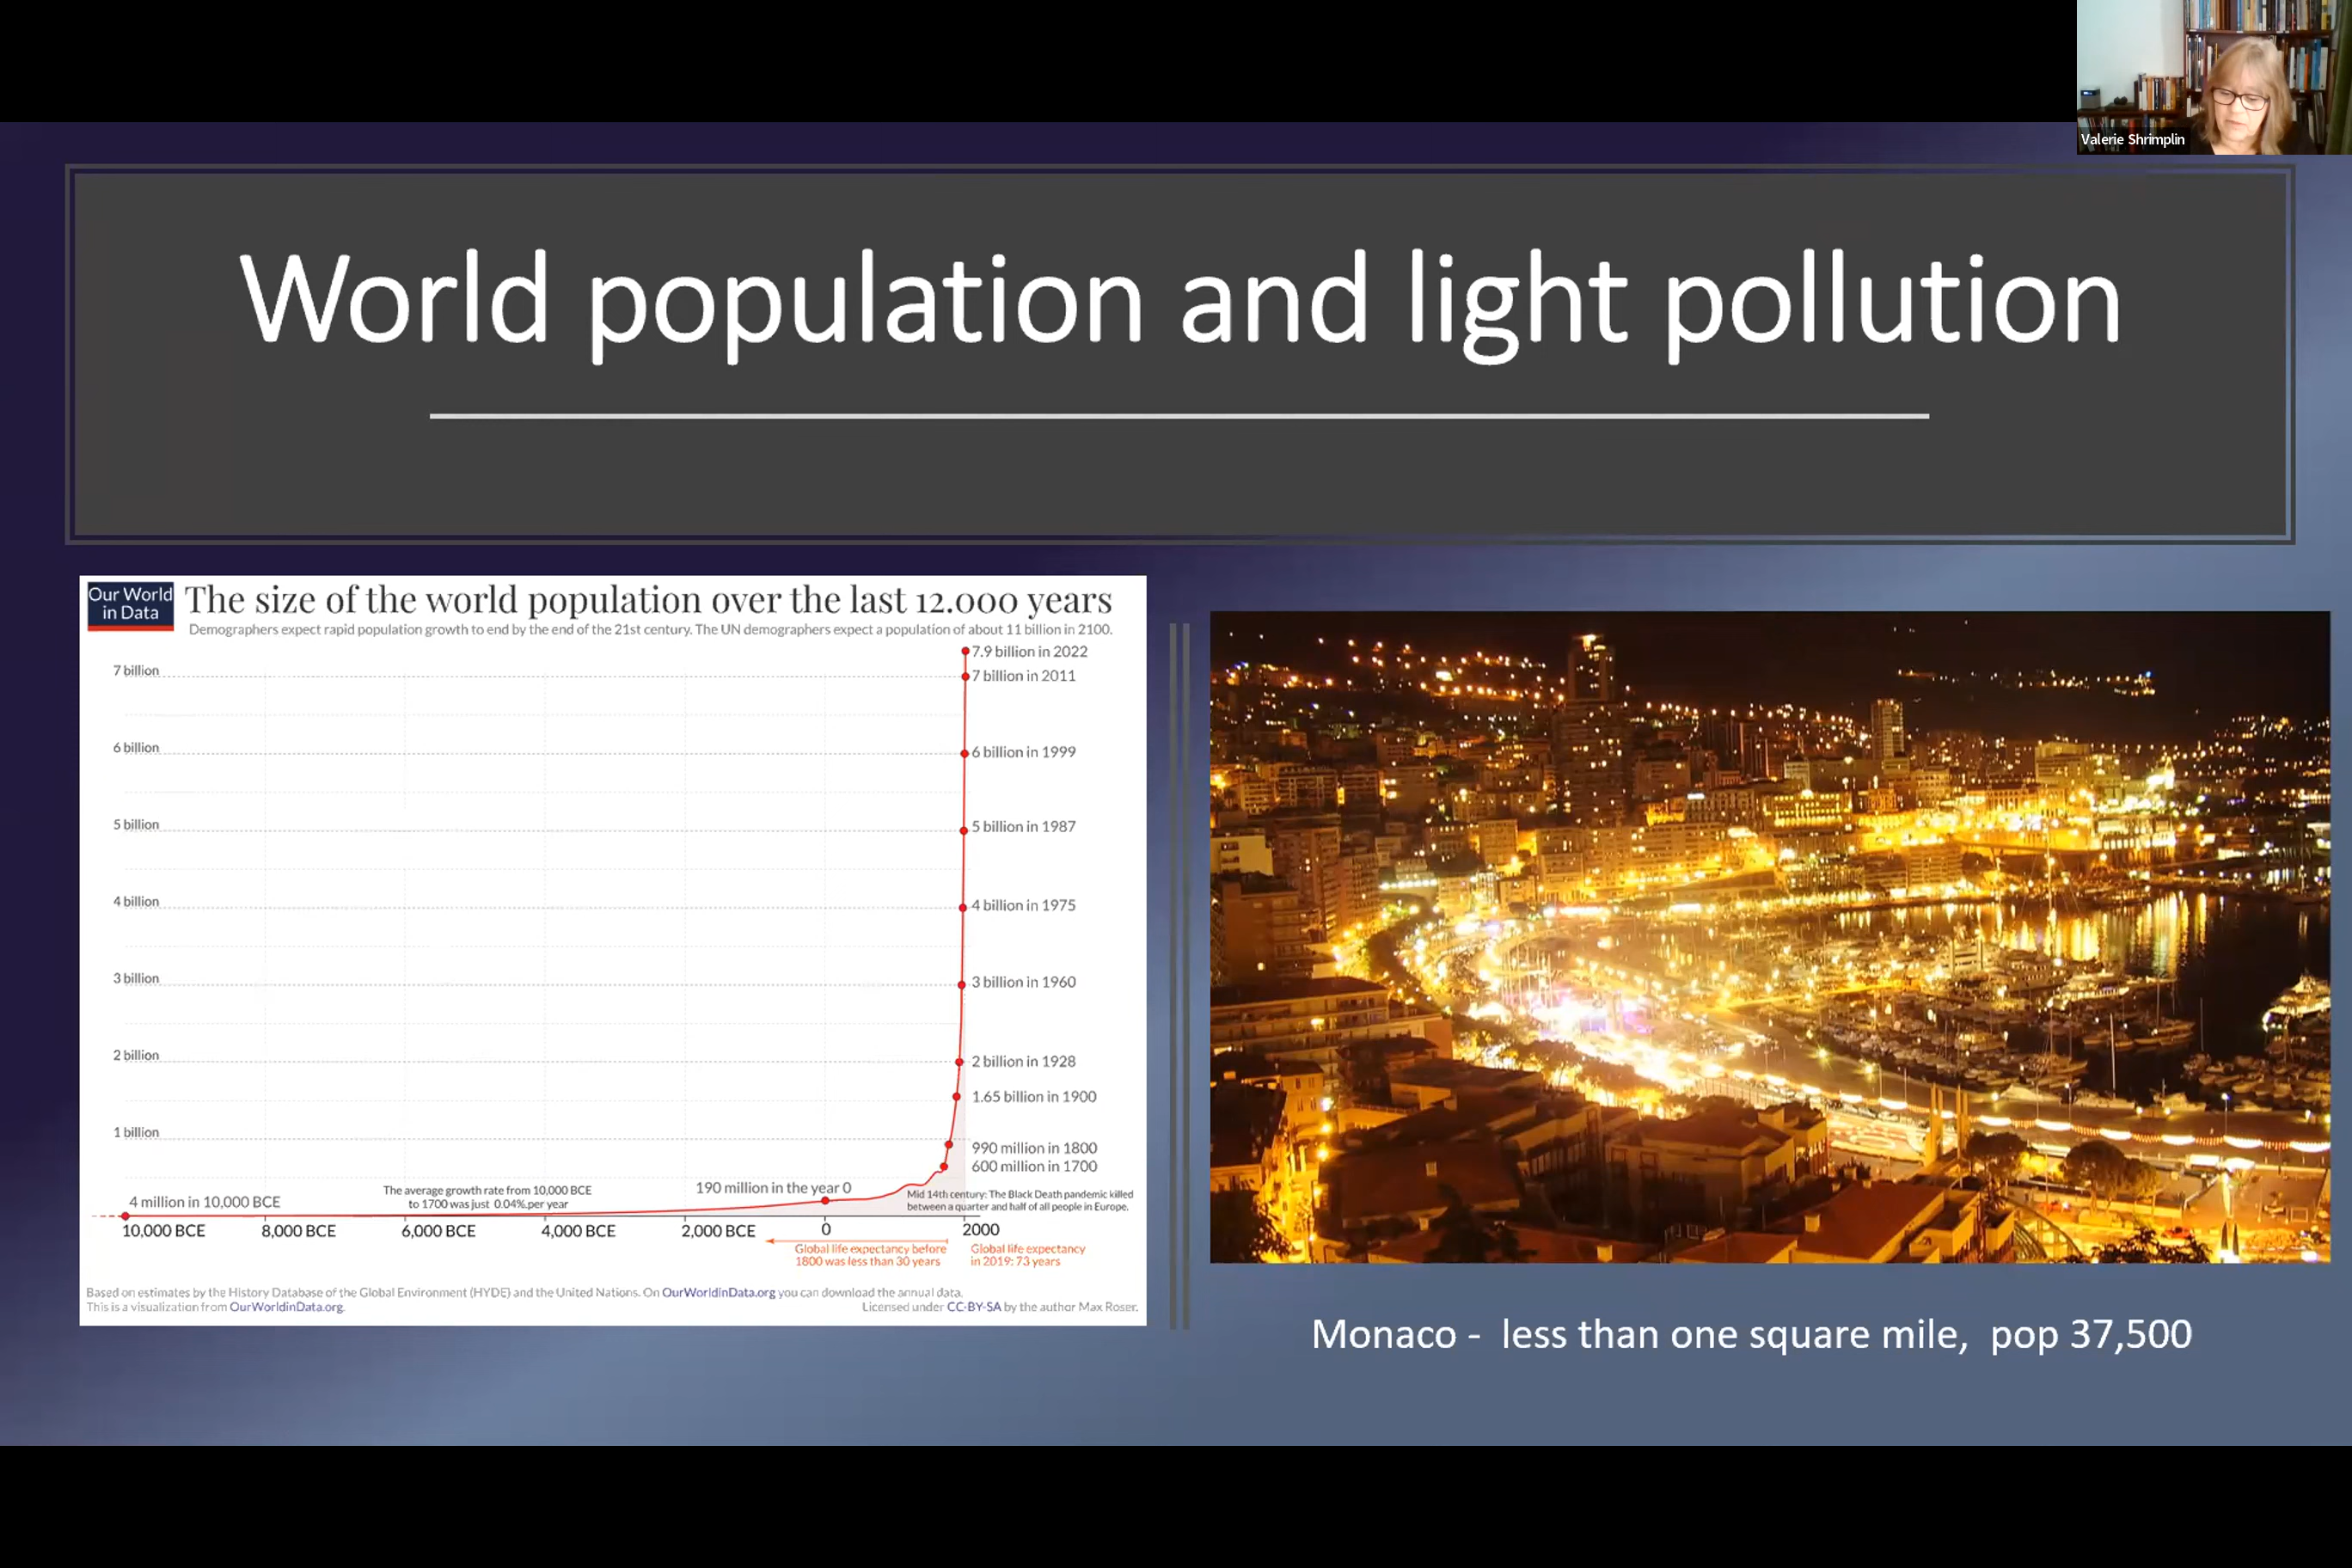 Valerie Shrimplin
World population and light pollution
Our World
in Data
The size of the world population over the last 12.000 years
Demographers expect rapid population growth to end by the end of the 21st century. The UN demographers expect a population of about 11 billion in 2100.
7.9 billion in 2022
7 billion
7 billion in 2011
6 billion
6 billion in 1999
5 billion
5 billion in 1987
4 billion
4 billion in 1975
3 billion
3 billion in 1960
2 billion
2 billion in 1928
1.65 billion in 1900
1 billion
990 million in 1800
600 million in 1700
4 million in 10,000 BCE
The average growth rate from 10,000 BCE
to 1700 was just 0.04% per year
190 million in the year 0
Mid 14th century: The Black Death pandemic killed
between a quarter and half of all people in Europe.
10,000 BCE 8,000 BCE 6,000 BCE 4,000 BCE 2,000 BCE 0 2000
Global life expectancy before
1800 was less than 30 years
Global life expectancy
in 2019: 73 years
Based on estimates by the History Database of the Global Environment (HYDE) and the United Nations. On OurWorldinData.org you can download the annual data.
This is a visualization from OurWorldinData.org.
Licensed under CC-BY-SA by the author Max Roser.
Monaco - less than one square mile, pop 37,500